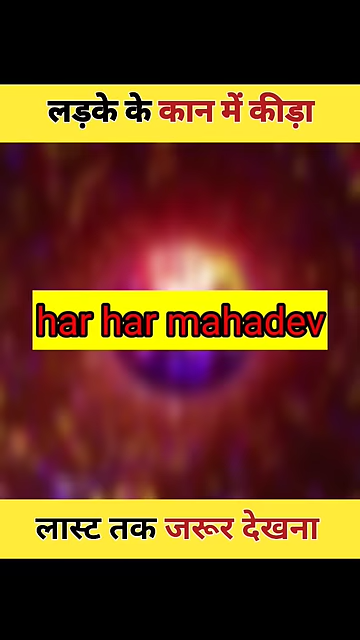 लड़के के कान में कीड़ा
har har mahadev
लास्ट तक जरूर देखना